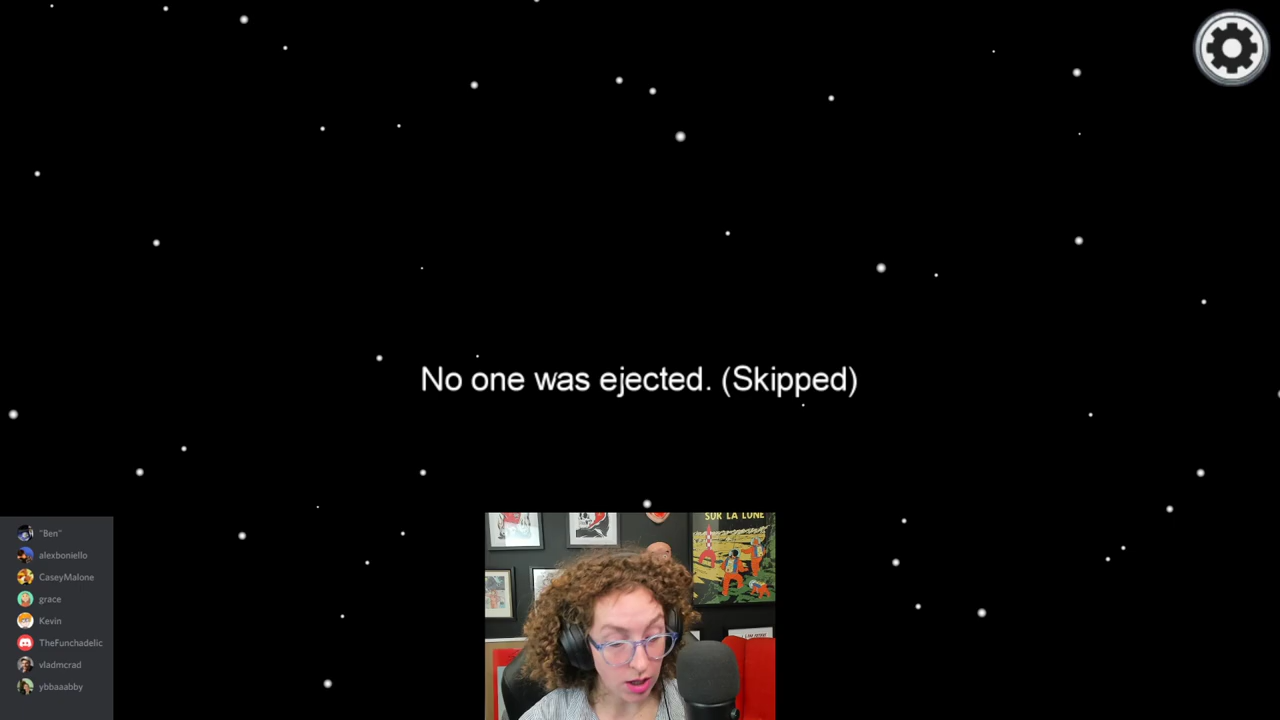 No one was ejected. (Skipped)
SUR LA LUNE
"Ben"
alexboniello
CaseyMalone
grace
Kevin
TheFunchadelic
vladmcrad
ybbaaabby